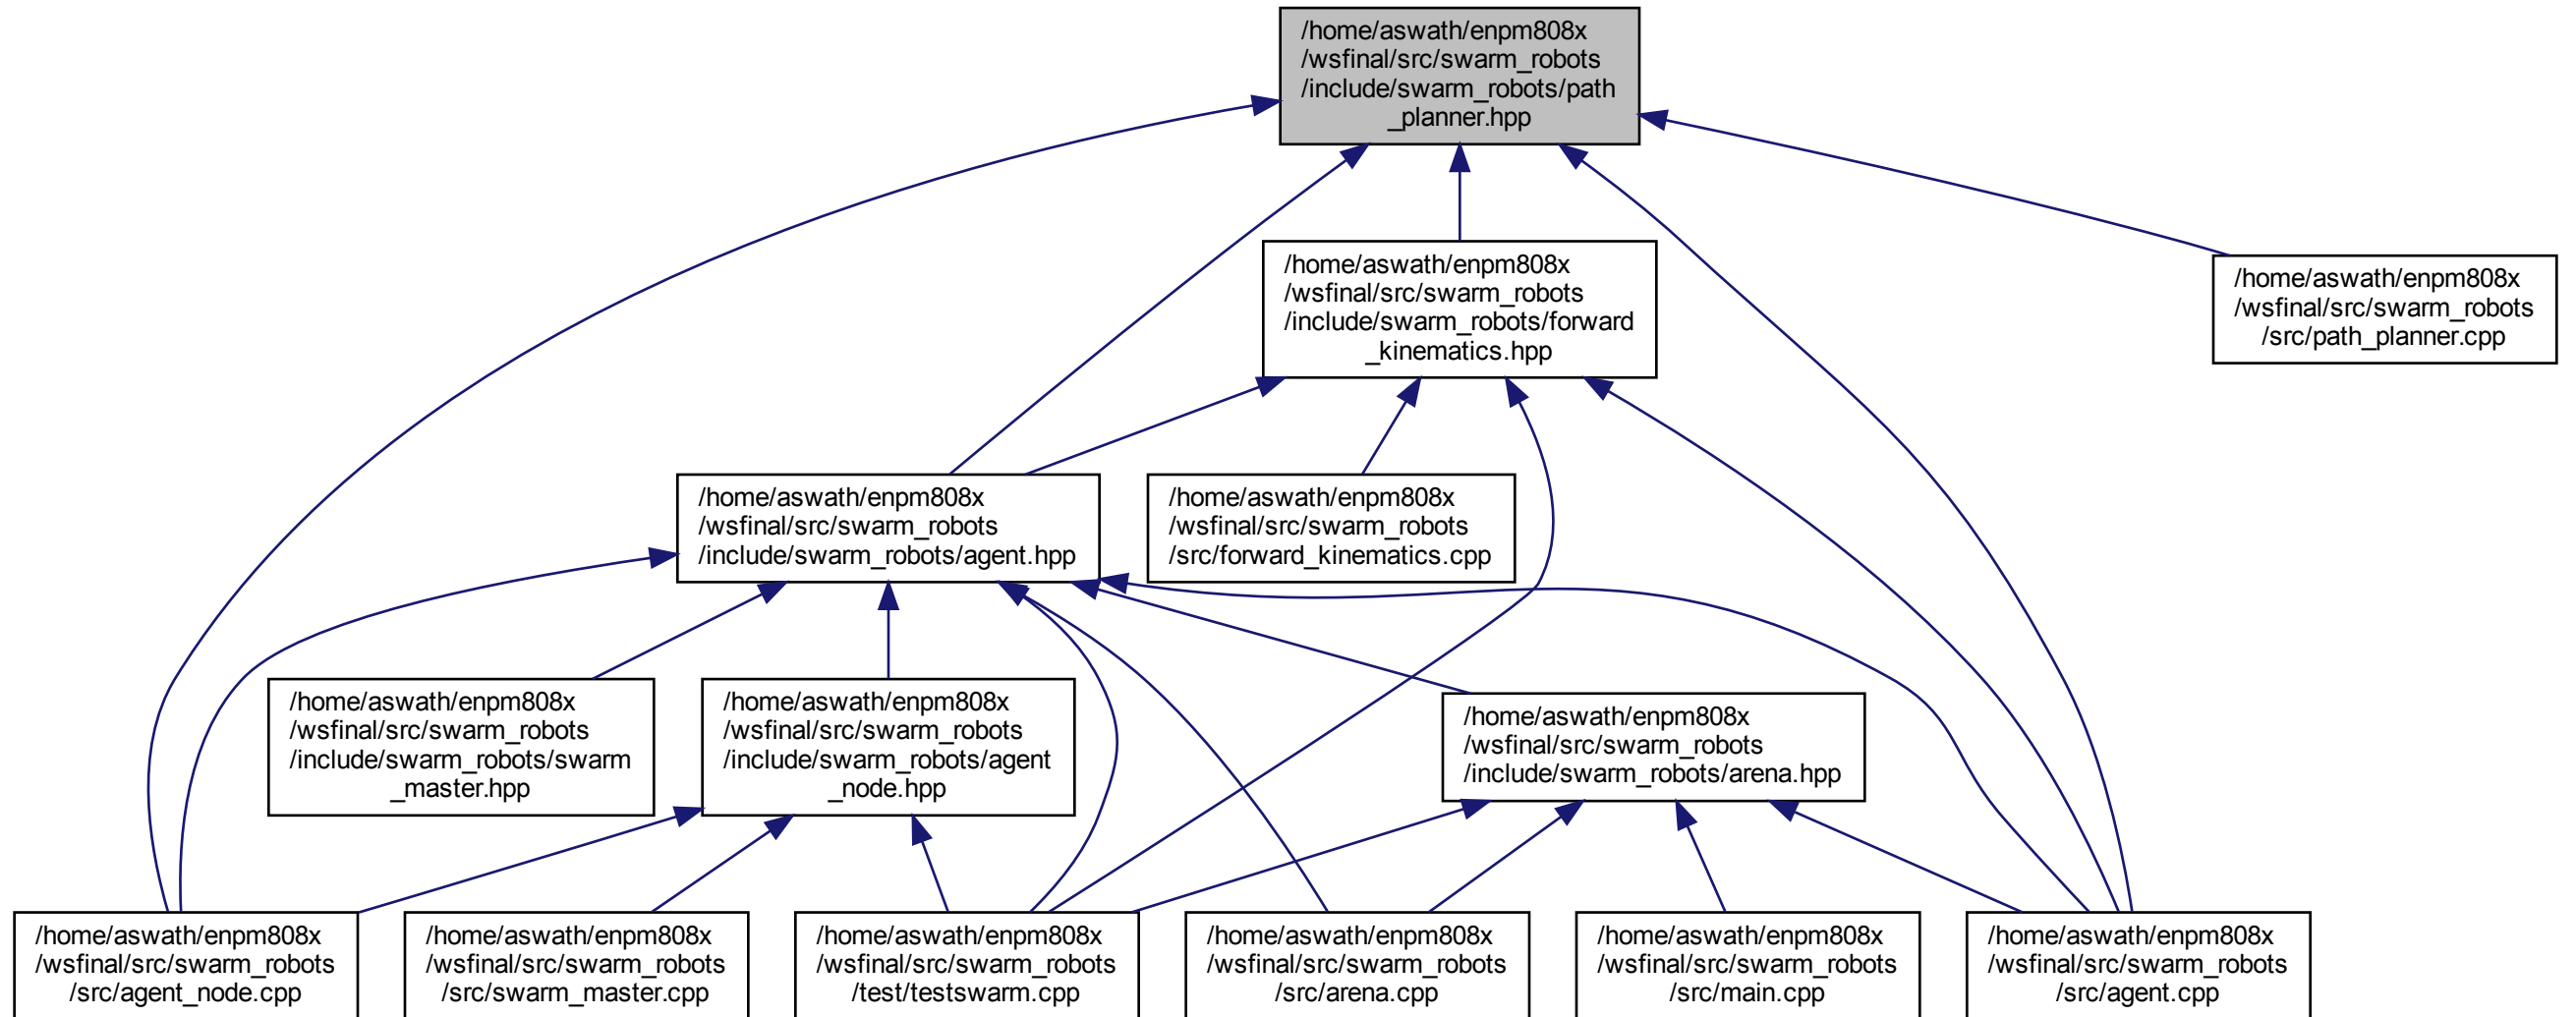 /home/aswath/enpm808x
/wsfinal/src/swarm_robots
/include/swarm_robots/path
_planner.hpp
/home/aswath/enpm808x
/wsfinal/src/swarm_robots
/include/swarm_robots/forward
_kinematics.hpp
/home/aswath/enpm808x
/wsfinal/src/swarm_robots
/src/path_planner.cpp
/home/aswath/enpm808x
/wsfinal/src/swarm_robots
/include/swarm_robots/agent.hpp
/home/aswath/enpm808x
/wsfinal/src/swarm_robots
/src/forward_kinematics.cpp
/home/aswath/enpm808x
/wsfinal/src/swarm_robots
/include/swarm_robots/swarm
_master.hpp
/home/aswath/enpm808x
/wsfinal/src/swarm_robots
/include/swarm_robots/agent
_node.hpp
/home/aswath/enpm808x
/wsfinal/src/swarm_robots
/include/swarm_robots/arena.hpp
/home/aswath/enpm808x
/wsfinal/src/swarm_robots
/src/agent_node.cpp
/home/aswath/enpm808x
/wsfinal/src/swarm_robots
/src/swarm_master.cpp
/home/aswath/enpm808x
/wsfinal/src/swarm_robots
/test/testswarm.cpp
/home/aswath/enpm808x
/wsfinal/src/swarm_robots
/src/arena.cpp
/home/aswath/enpm808x
/wsfinal/src/swarm_robots
/src/main.cpp
/home/aswath/enpm808x
/wsfinal/src/swarm_robots
/src/agent.cpp